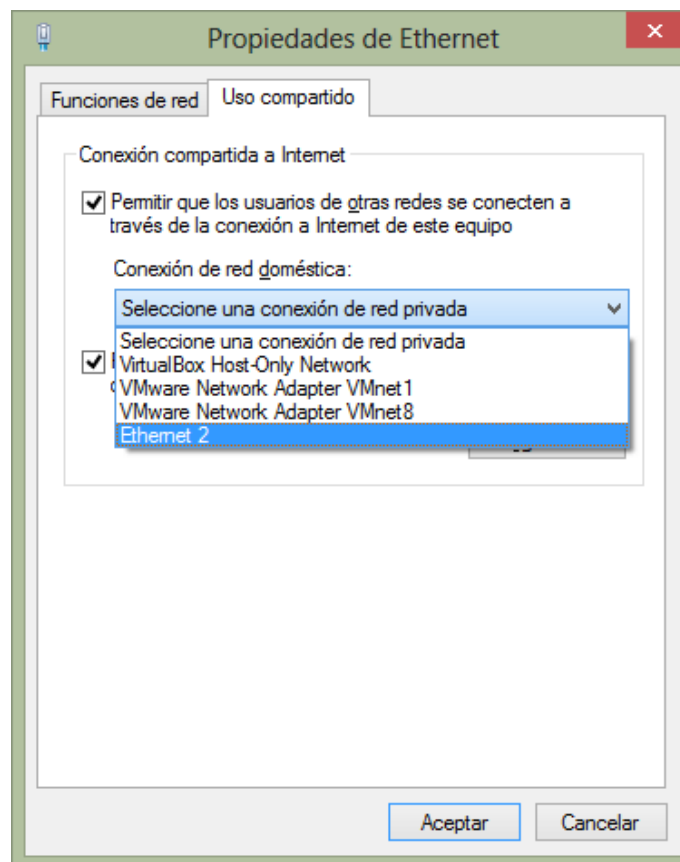 Propiedades de Ethernet
Funciones de red
Uso compartido
Conexión compartida a Internet
Permitir que los usuarios de otras redes se conecten a
través de la conexión a Internet de este equipo
Conexión de red doméstica:
Seleccione una conexión de red privada
Seleccione una conexión de red privada
VirtualBox Host-Only Network
VMware Network Adapter VMnet1
VMware Network Adapter VMnet8
Ethernet 2
Aceptar
Cancelar